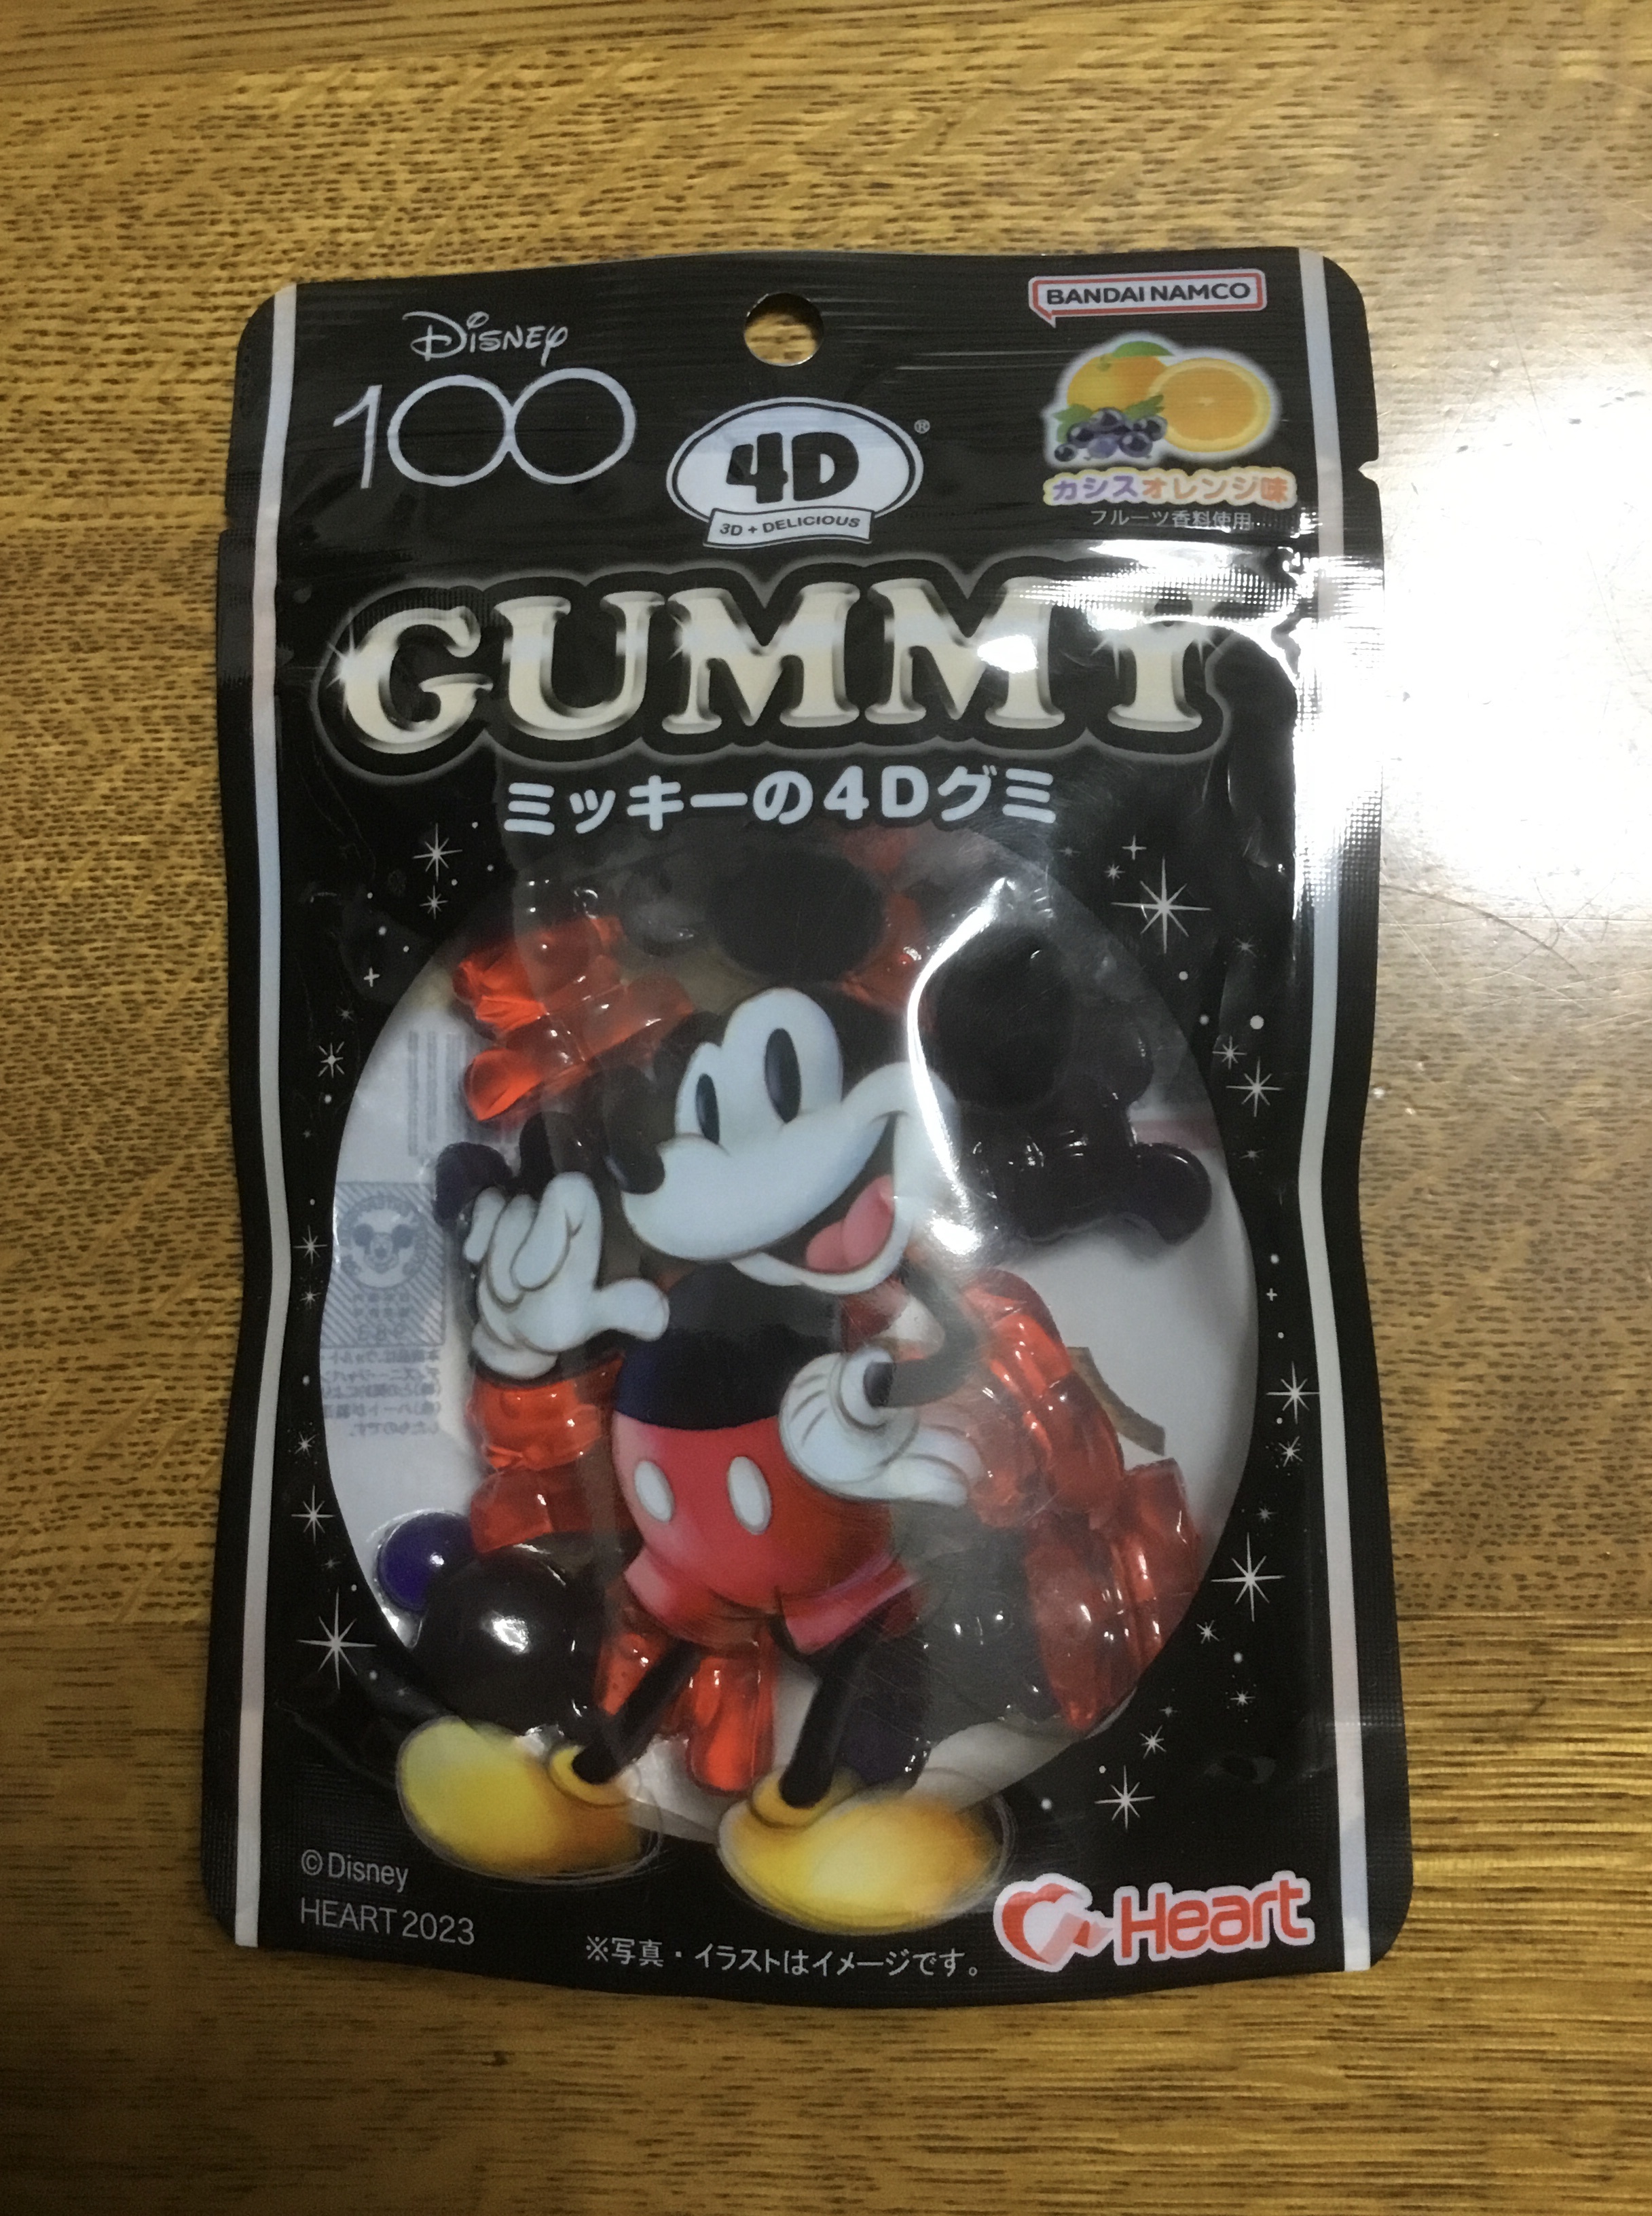 Disney
100
BANDAI NAMCO
4D®
3D + DELICIOUS
カシスオレンジ味
フルーツ香料使用
GUMMY
ミッキーの4Dグミ
©Disney
HEART 2023
※写真・イラストはイメージです。
Heart